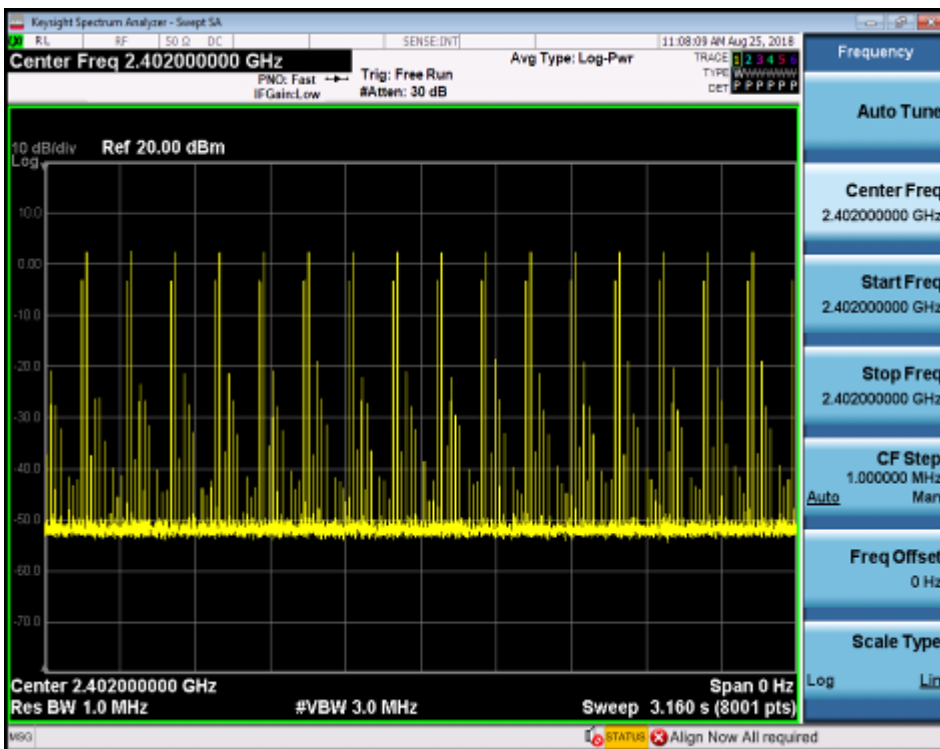 Keysight Spectrum Analyzer - Swept SA
RL RF 50 Ω DC SENSE:INT 11:08:09 AM Aug 25, 2018
Center Freq 2.402000000 GHz
PNO: Fast
IFGain:Low
Trig: Free Run
#Atten: 30 dB
Avg Type: Log-Pwr
TRACE 1 2 3 4 5 6
TYPE WWWWWW
DET P P P P P P
10 dB/div Ref 20.00 dBm
Log
10.0
0.00
-10.0
-20.0
-30.0
-40.0
-50.0
-60.0
-70.0
Center 2.402000000 GHz Span 0 Hz
Res BW 1.0 MHz #VBW 3.0 MHz Sweep 3.160 s (8001 pts)
MSG STATUS Align Now All required
Frequency
Auto Tune
Center Freq
2.402000000 GHz
Start Freq
2.402000000 GHz
Stop Freq
2.402000000 GHz
CF Step
1.000000 MHz
Auto Man
Freq Offset
0 Hz
Scale Type
Log Lin